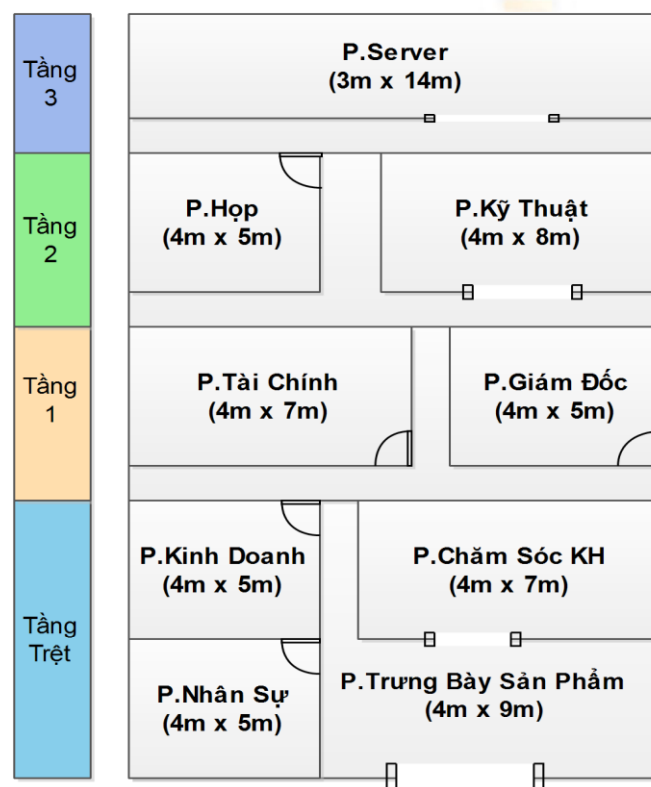 Tầng
3
P.Server
(3m x 14m)
Tầng
2
P.Họp
(4m x 5m)
P.Kỹ Thuật
(4m x 8m)
Tầng
1
P.Tài Chính
(4m x 7m)
P.Giám Đốc
(4m x 5m)
Tầng
Trệt
P.Kinh Doanh
(4m x 5m)
P.Chăm Sóc KH
(4m x 7m)
P.Nhân Sự
(4m x 5m)
P.Trưng Bày Sản Phẩm
(4m x 9m)